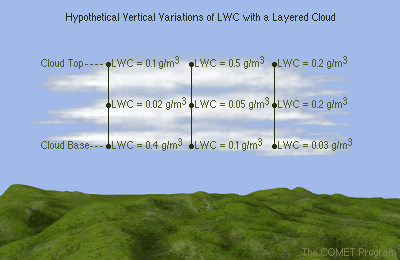 Hypothetical Vertical Variations of LWC with a Layered Cloud
Cloud Top LWC = 0.1 g/m³ LWC = 0.5 g/m³ LWC = 0.2 g/m³
LWC = 0.02 g/m³ LWC = 0.05 g/m³ LWC = 0.2 g/m³
Cloud Base LWC = 0.4 g/m³ LWC = 0.1 g/m³ LWC = 0.03 g/m³
The COMET Program